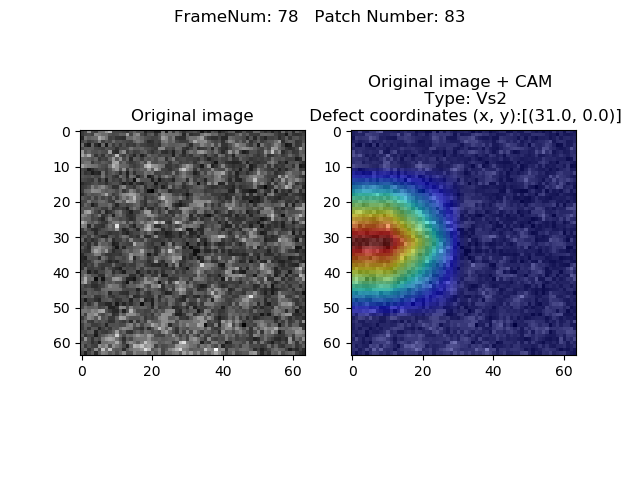 FrameNum: 78   Patch Number: 83
Original image
Original image + CAM
Type: Vs2
Defect coordinates (x, y):[(31.0, 0.0)]
0
10
20
30
40
50
60
0 20 40 60
0
10
20
30
40
50
60
0 20 40 60